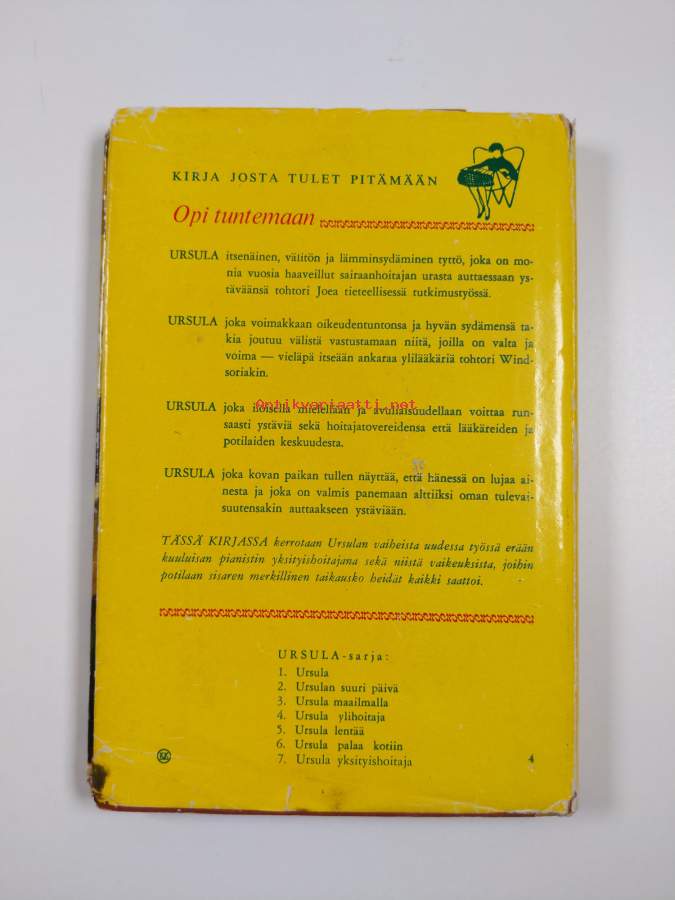 KIRJA JOSTA TULET PITÄMÄÄN
Opi tuntemaan
URSULA itsenäinen, välitön ja lämminsydäminen tyttö, joka on mo-
nia vuosia haaveillut sairaanhoitajan urasta auttaessaan ys-
täväänsä tohtori Joea tieteellisessä tutkimustyössä.
URSULA joka voimakkaan oikeudentuntonsa ja hyvän sydämensä ta-
kia joutuu välistä vastustamaan niitä, joilla on valta ja
voima — vieläpä itseään ankaraa ylilääkäriä tohtori Wind-
soriakin.
Antikvariaatti.net
URSULA joka iloisella mielellään ja avuliaisuudellaan voittaa run-
saasti ystäviä sekä hoitajatovereidensa että lääkäreiden ja
potilaiden keskuudesta.
URSULA joka kovan paikan tullen näyttää, että hänessä on lujaa ai-
nesta ja joka on valmis panemaan alttiiksi oman tulevai-
suutensakin auttaakseen ystäviään.
TÄSSÄ KIRJASSA kerrotaan Ursulan vaiheista uudessa työssä erään
kuuluisan pianistin yksityishoitajana sekä niistä vaikeuksista, joihin
potilaan sisaren merkillinen taikausko heidät kaikki saattoi.
URSULA-sarja:
1. Ursula
2. Ursulan suuri päivä
3. Ursula maailmalla
4. Ursula ylihoitaja
5. Ursula lentää
6. Ursula palaa kotiin
7. Ursula yksityishoitaja
4